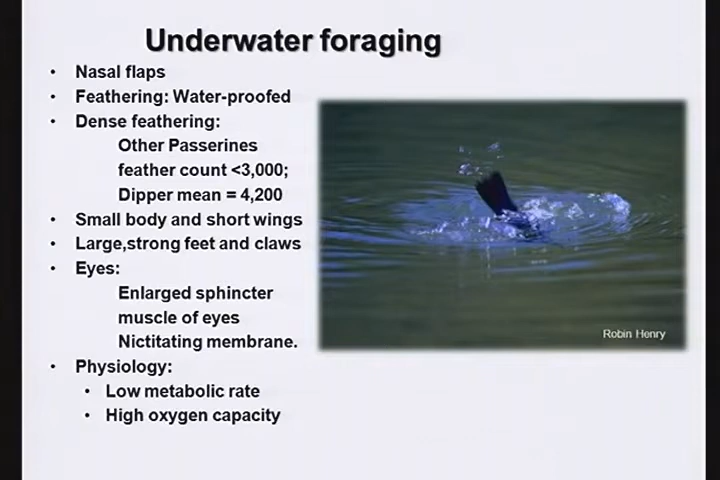 Underwater foraging
• Nasal flaps
• Feathering: Water-proofed
• Dense feathering:
Other Passerines
feather count <3,000;
Dipper mean = 4,200
• Small body and short wings
• Large,strong feet and claws
• Eyes:
Enlarged sphincter
muscle of eyes
Nictitating membrane.
• Physiology:
• Low metabolic rate
• High oxygen capacity
Robin Henry